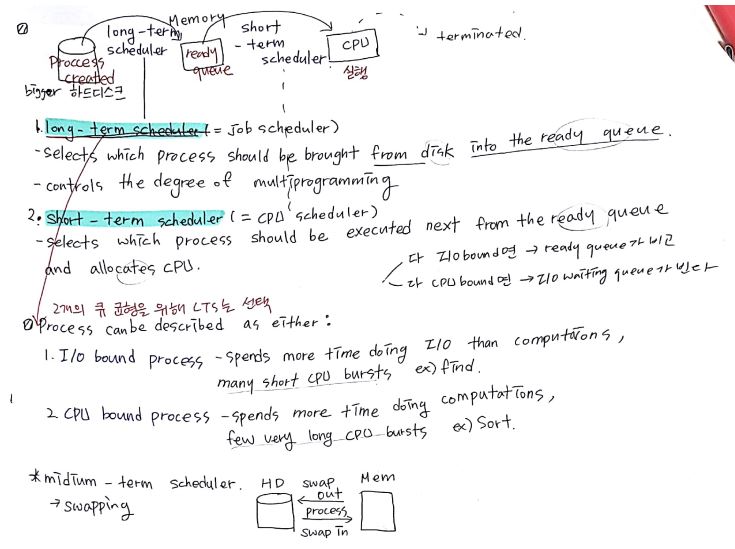 long-term scheduler
Memory
short-term scheduler
Proccess created
ready queue
CPU
실행
terminated.
bigger 하드디스크
1. long-term scheduler (= Job scheduler)
-selects which process should be brought from disk into the ready queue.
-controls the degree of multiprogramming
2. short-term scheduler (= CPU scheduler)
-selects which process should be executed next from the ready queue
and allocates CPU.
다 I/O bound면 → ready queue가 비고
다 CPU bound면 → I/O waiting queue가 빈다
2개의 큐 균형을 위해 LTS는 선택
Process can be described as either:
1. I/O bound process -spends more time doing I/O than computations,
many short CPU bursts ex) find.
2. CPU bound process -spends more time doing computations,
few very long CPU bursts ex) Sort.
*midium-term scheduler.
→ swapping
HD
swap out
process
swap in
Mem